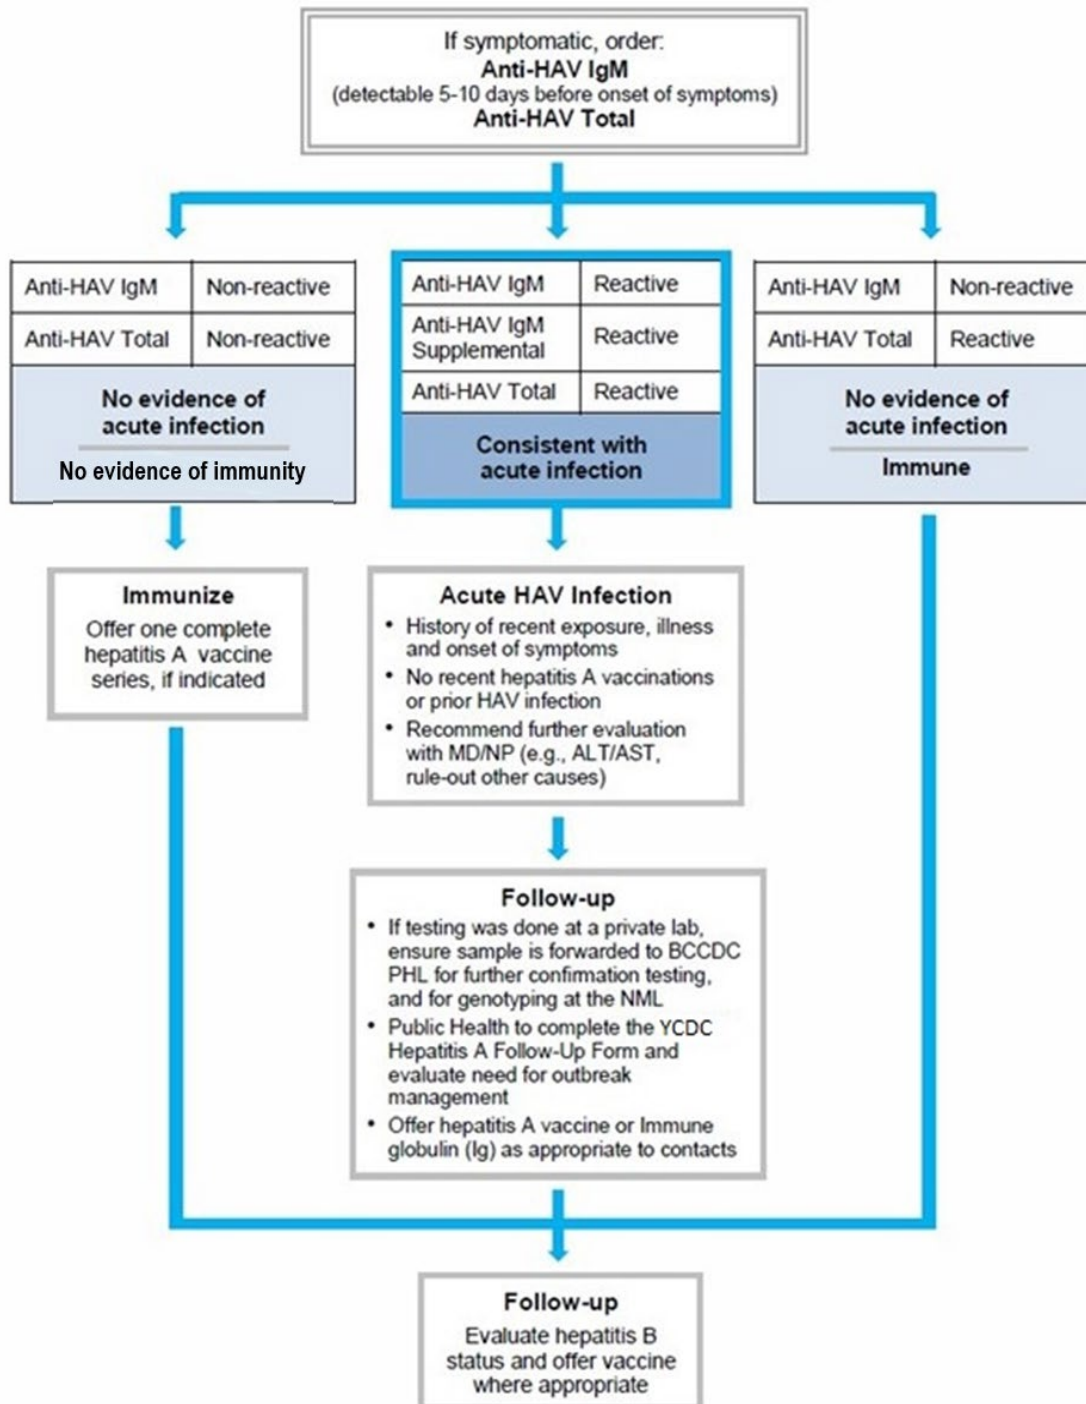 If symptomatic, order:
Anti-HAV IgM
(detectable 5-10 days before onset of symptoms)
Anti-HAV Total
Anti-HAV IgM Non-reactive
Anti-HAV Total Non-reactive
No evidence of
acute infection
No evidence of immunity
Anti-HAV IgM Reactive
Anti-HAV IgM
Supplemental Reactive
Anti-HAV Total Reactive
Consistent with
acute infection
Anti-HAV IgM Non-reactive
Anti-HAV Total Reactive
No evidence of
acute infection
Immune
Immunize
Offer one complete
hepatitis A vaccine
series, if indicated
Acute HAV Infection
• History of recent exposure, illness
and onset of symptoms
• No recent hepatitis A vaccinations
or prior HAV infection
• Recommend further evaluation
with MD/NP (e.g., ALT/AST,
rule-out other causes)
Follow-up
• If testing was done at a private lab,
ensure sample is forwarded to BCCDC
PHL for further confirmation testing,
and for genotyping at the NML
• Public Health to complete the YCDC
Hepatitis A Follow-Up Form and
evaluate need for outbreak
management
• Offer hepatitis A vaccine or Immune
globulin (Ig) as appropriate to contacts
Follow-up
Evaluate hepatitis B
status and offer vaccine
where appropriate